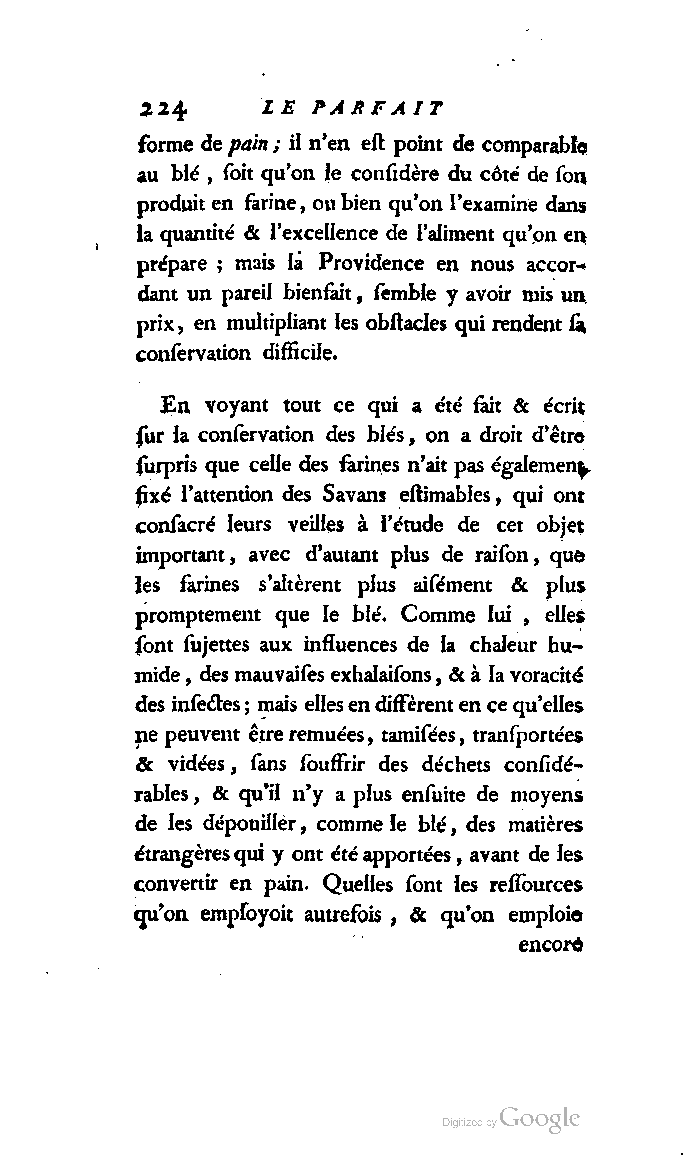 224 LE PARFAIT
forme de pain; il n'en eſt point de comparable
au blé, ſoit qu'on le conſidère du côté de ſon
produit en farine, ou bien qu'on l'examine dans
la quantité & l'excellence de l'aliment qu'on en
prépare ; mais la Providence en nous accor-
dant un pareil bienfait, ſemble y avoir mis un
prix, en multipliant les obſtacles qui rendent ſa
conſervation difficile.
En voyant tout ce qui a été fait & écrit
ſur la conſervation des blés, on a droit d'être
ſurpris que celle des farines n'ait pas également
fixé l'attention des Savans eſtimables, qui ont
conſacré leurs veilles à l'étude de cet objet
important, avec d'autant plus de raiſon, que
les farines s'altèrent plus aiſément & plus
promptement que le blé. Comme lui, elles
ſont ſujettes aux influences de la chaleur hu-
mide, des mauvaiſes exhalaiſons, & à la voracité
des inſectes; mais elles en diffèrent en ce qu'elles
ne peuvent être remuées, tamiſées, tranſportées
& vidées, ſans ſouffrir des déchets conſidé-
rables, & qu'il n'y a plus enſuite de moyens
de les dépouiller, comme le blé, des matières
étrangères qui y ont été apportées, avant de les
convertir en pain. Quelles ſont les reſſources
qu'on employoit autrefois, & qu'on emploie
encore
Digitized by Google